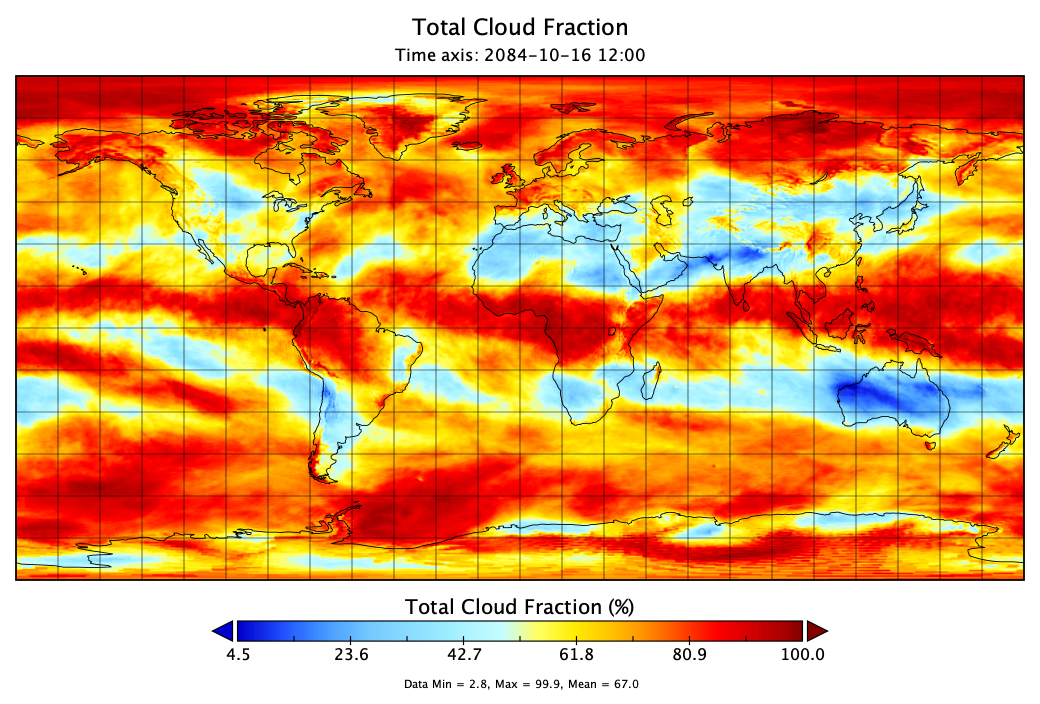 Total Cloud Fraction
Time axis: 2084-10-16 12:00
Total Cloud Fraction (%)
4.5 23.6 42.7 61.8 80.9 100.0
Data Min = 2.8, Max = 99.9, Mean = 67.0